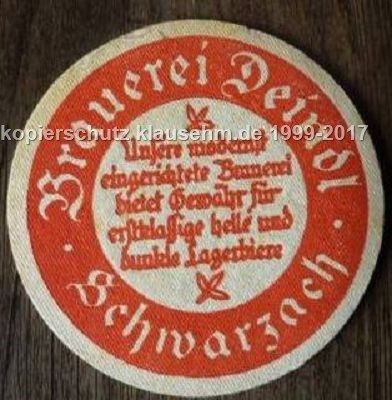 Brauerei Deindl
Unsere modernst
eingerichtete Brauerei
bietet Gewähr für
erstklassige helle und
dunkle Lagerbiere
Schwarzach
kopierschutz klausehm.de 1999-2017